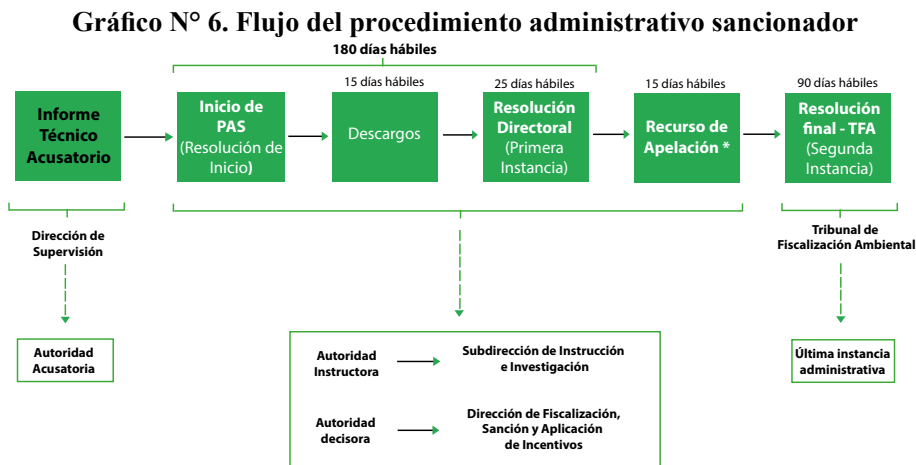 Gráfico N° 6. Flujo del procedimiento administrativo sancionador
180 días hábiles
15 días hábiles
25 días hábiles
15 días hábiles
90 días hábiles
Informe
Técnico
Acusatorio
Inicio de
PAS
(Resolución de
Inicio)
Descargos
Resolución
Directoral
(Primera
Instancia)
Recurso de
Apelación *
Resolución
final - TFA
(Segunda
Instancia)
Dirección de
Supervisión
Tribunal de
Fiscalización Ambiental
Autoridad
Acusatoria
Autoridad
Instructora
Subdirección de Instrucción
e Investigación
Autoridad
decisora
Dirección de Fiscalización,
Sanción y Aplicación
de Incentivos
Última instancia
administrativa